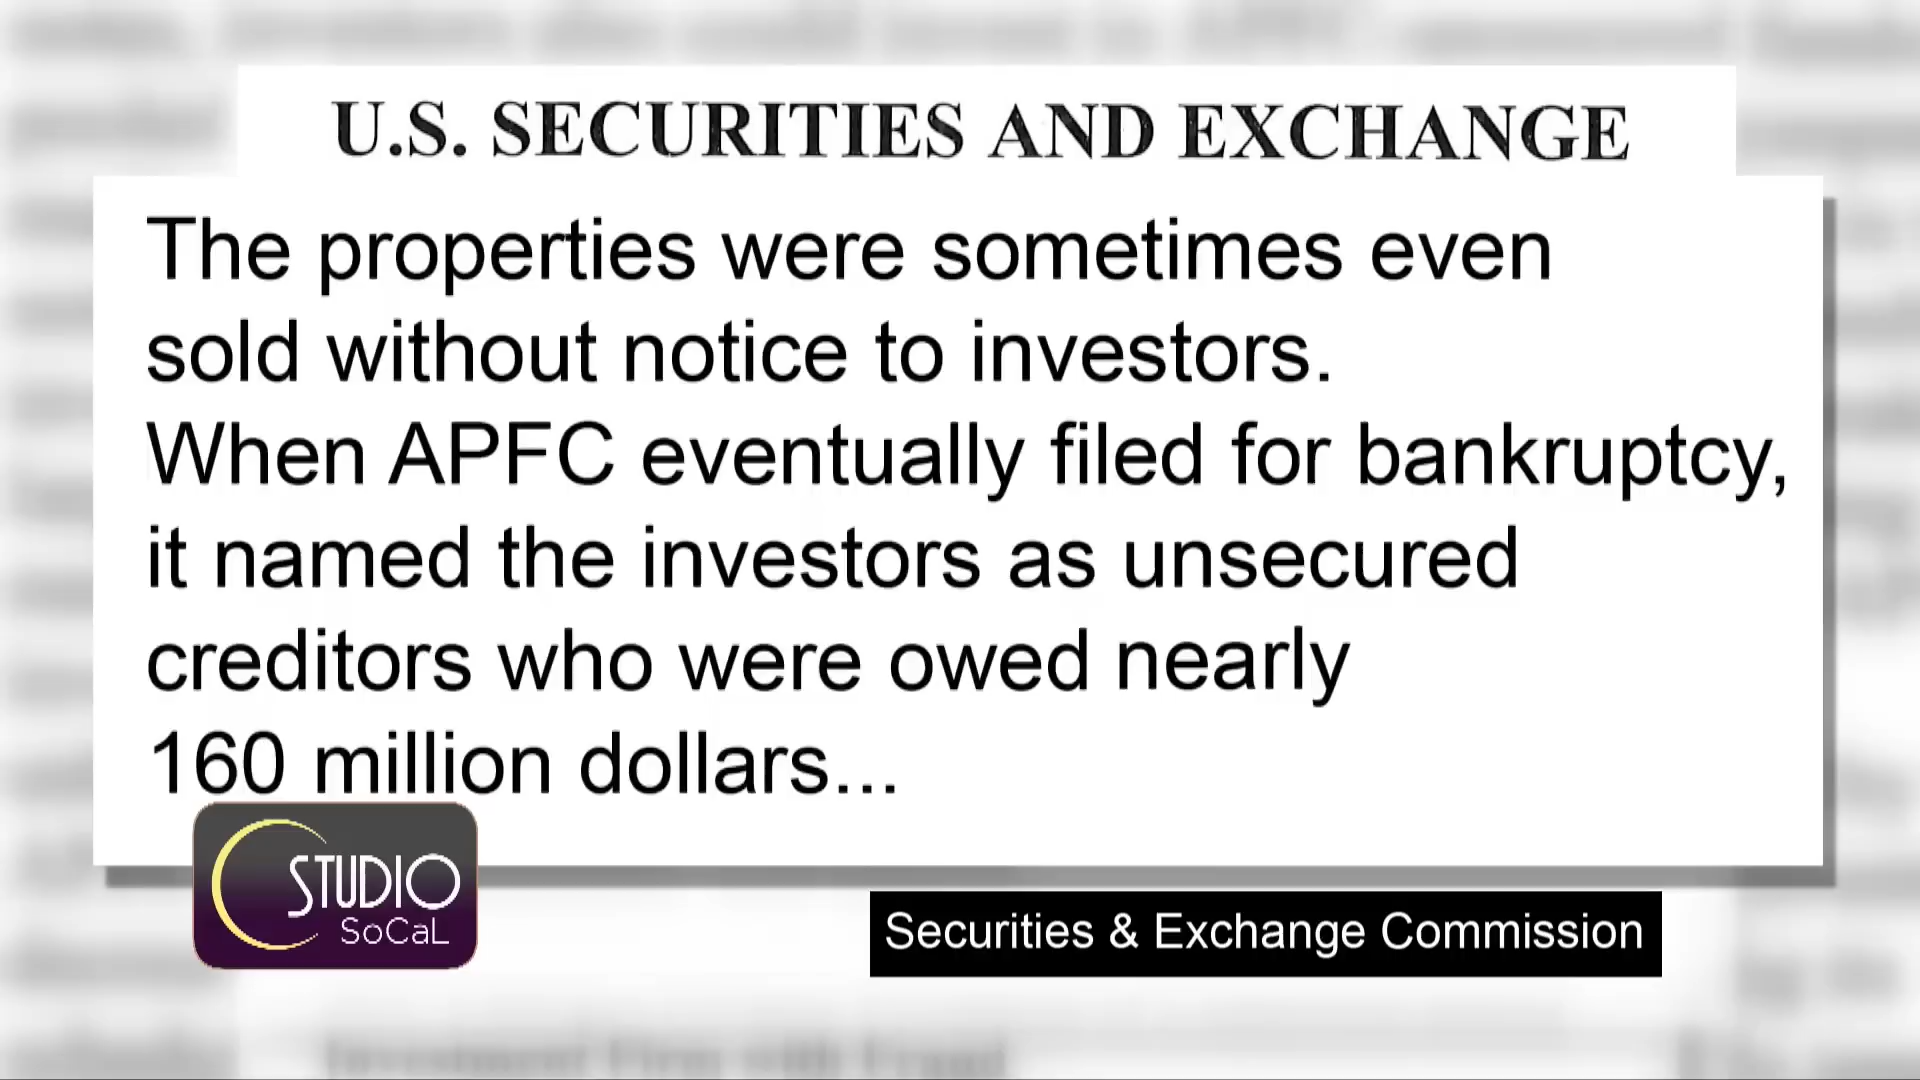 U.S. SECURITIES AND EXCHANGE
The properties were sometimes even
sold without notice to investors.
When APFC eventually filed for bankruptcy,
it named the investors as unsecured
creditors who were owed nearly
160 million dollars...
STUDIO
SoCaL
Securities & Exchange Commission